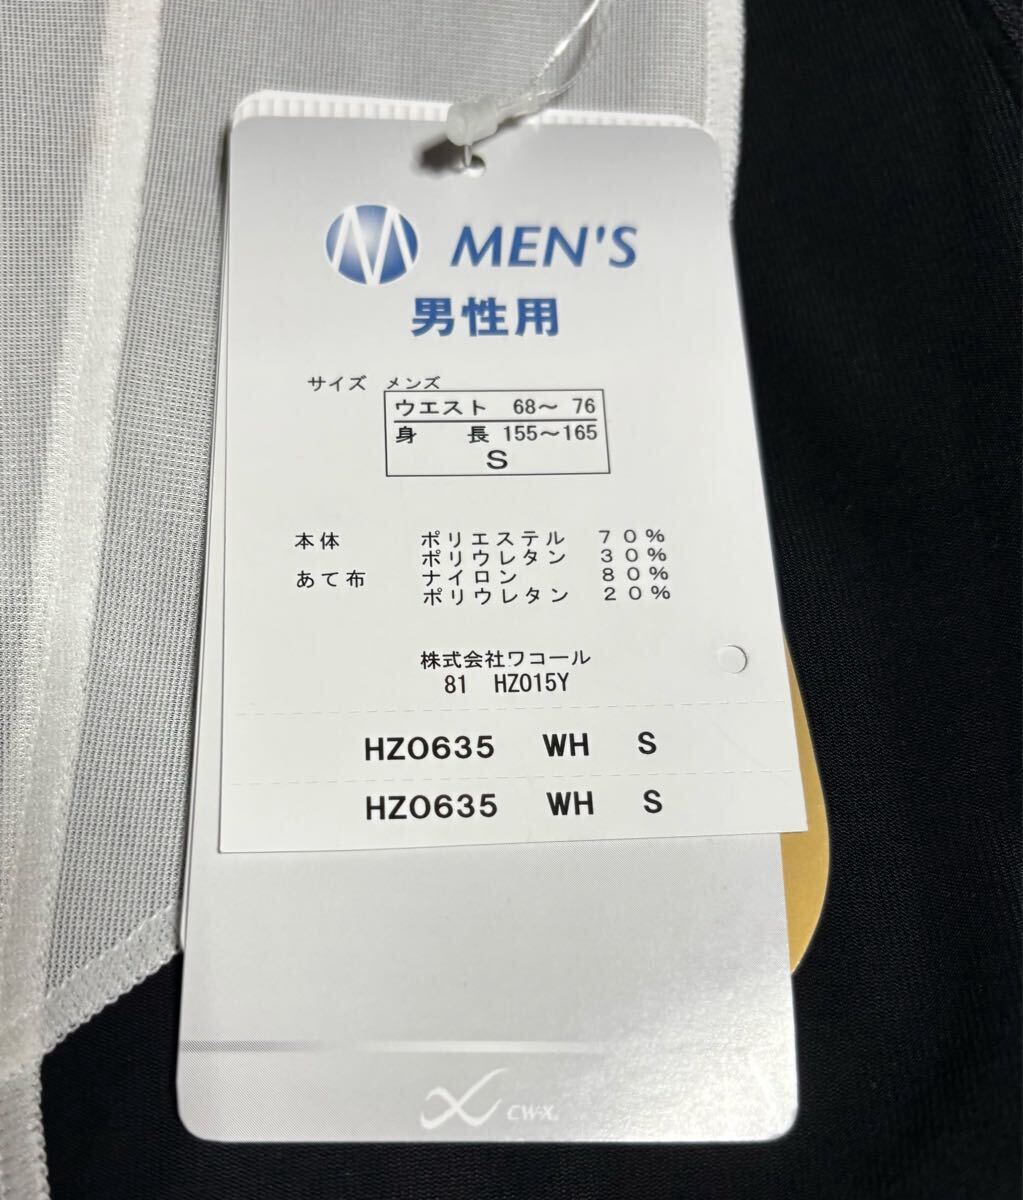 MEN'S
男性用
サイズ メンズ
ウエスト 68～ 76
身 長 155～165
S
本体 ポリエステル ７０％
ポリウレタン ３０％
あて布 ナイロン ８０％
ポリウレタン ２０％
株式会社ワコール
81 HZ015Y
HZO635 WH S
HZO635 WH S
CW-X